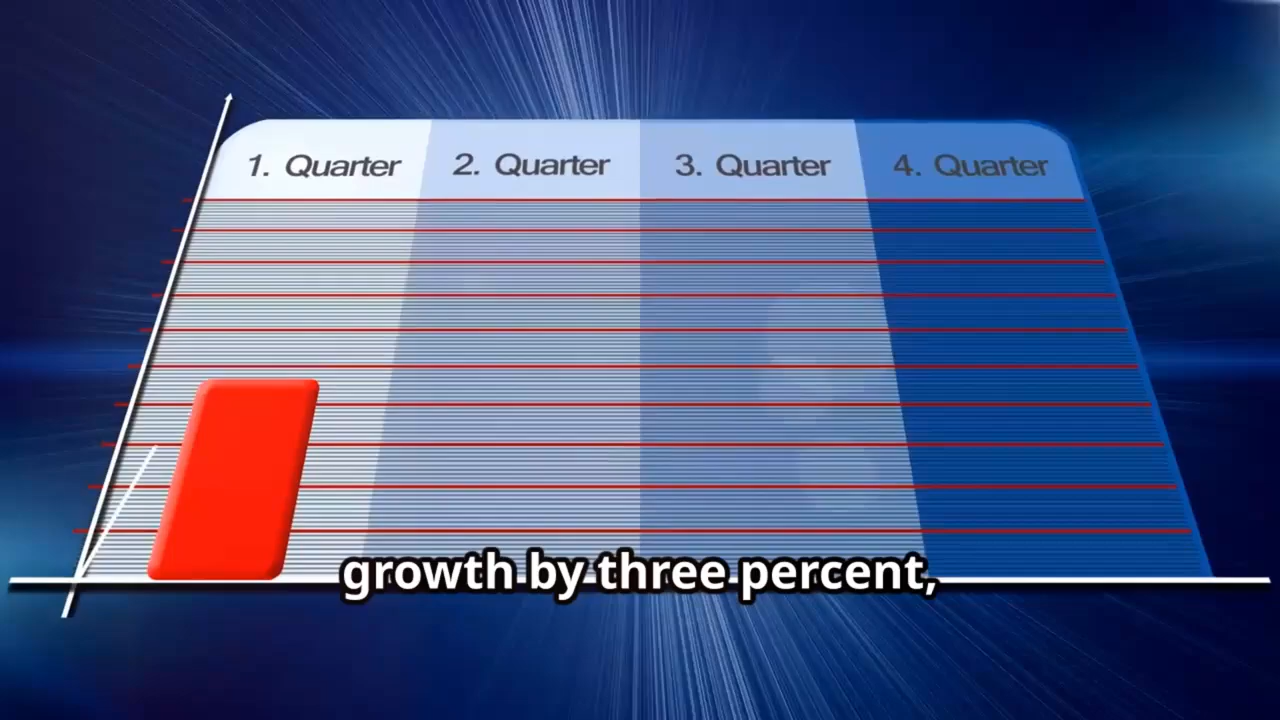 1. Quarter
2. Quarter
3. Quarter
4. Quarter
growth by three percent,